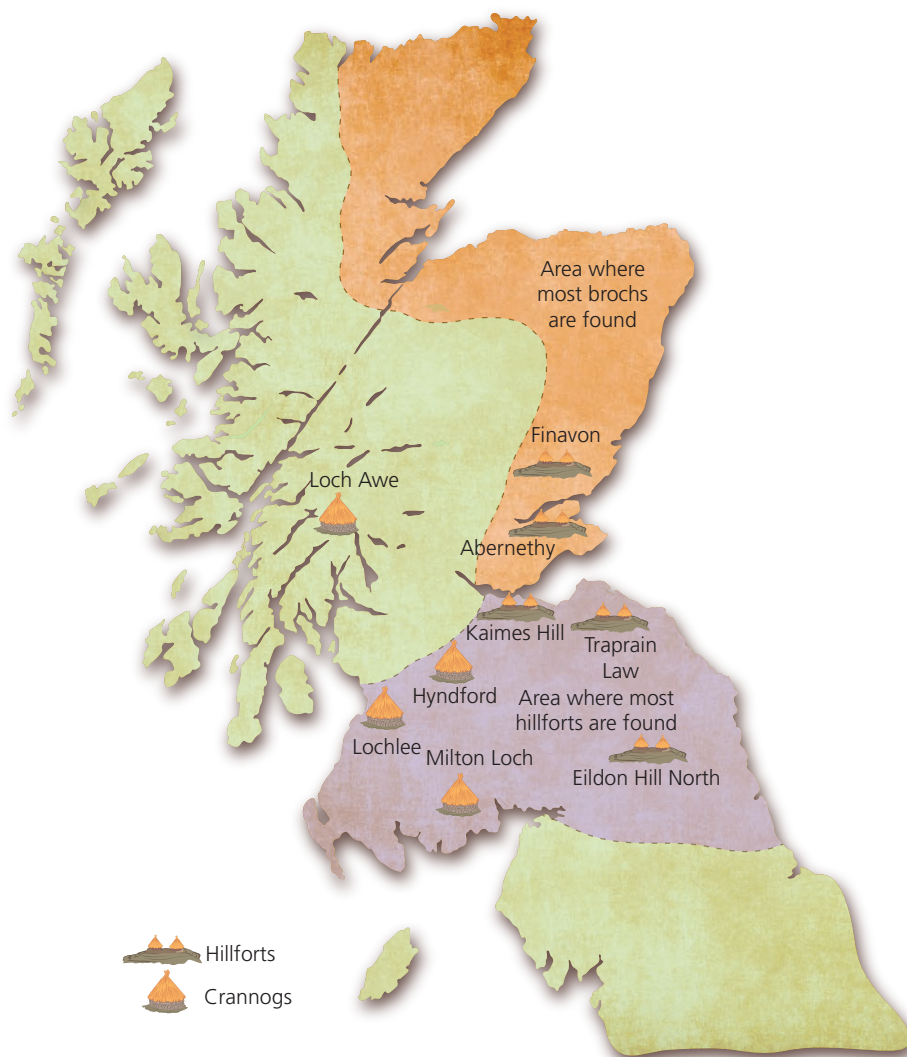 Area where
most brochs
are found
Finavon
Loch Awe
Abernethy
Kaimes Hill
Traprain
Law
Hyndford
Area where most
hillforts are found
Lochlee
Milton Loch
Eildon Hill North
Hillforts
Crannogs